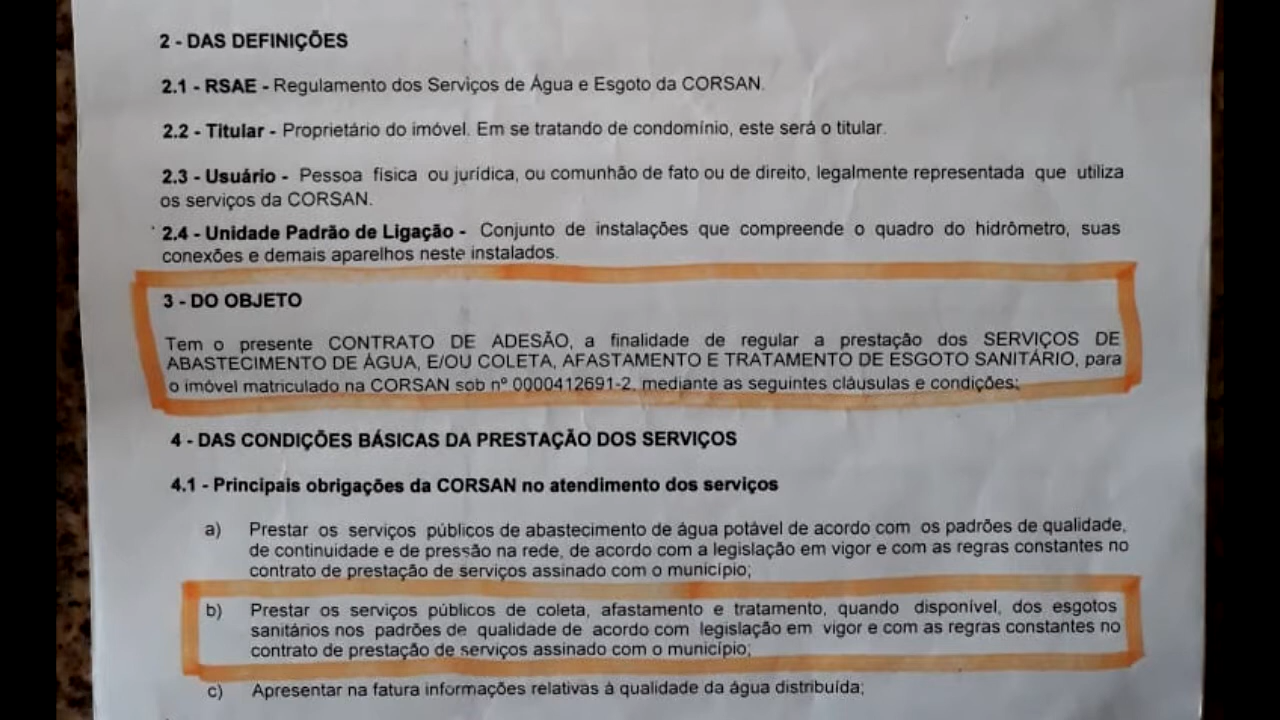 2 - DAS DEFINIÇÕES
2.1 - RSAE - Regulamento dos Serviços de Água e Esgoto da CORSAN.
2.2 - Titular - Proprietário do imóvel. Em se tratando de condomínio, este será o titular.
2.3 - Usuário - Pessoa física ou jurídica, ou comunhão de fato ou de direito, legalmente representada que utiliza
os serviços da CORSAN.
2.4 - Unidade Padrão de Ligação - Conjunto de instalações que compreende o quadro do hidrômetro, suas
conexões e demais aparelhos neste instalados.
3 - DO OBJETO
Tem o presente CONTRATO DE ADESÃO, a finalidade de regular a prestação dos SERVIÇOS DE
ABASTECIMENTO DE ÁGUA, E/OU COLETA, AFASTAMENTO E TRATAMENTO DE ESGOTO SANITÁRIO, para
o imóvel matriculado na CORSAN sob nº 0000412691-2, mediante as seguintes cláusulas e condições:
4 - DAS CONDIÇÕES BÁSICAS DA PRESTAÇÃO DOS SERVIÇOS
4.1 - Principais obrigações da CORSAN no atendimento dos serviços
a) Prestar os serviços públicos de abastecimento de água potável de acordo com os padrões de qualidade,
de continuidade e de pressão na rede, de acordo com a legislação em vigor e com as regras constantes no
contrato de prestação de serviços assinado com o município;
b) Prestar os serviços públicos de coleta, afastamento e tratamento, quando disponível, dos esgotos
sanitários nos padrões de qualidade de acordo com legislação em vigor e com as regras constantes no
contrato de prestação de serviços assinado com o município;
c) Apresentar na fatura informações relativas à qualidade da água distribuída;